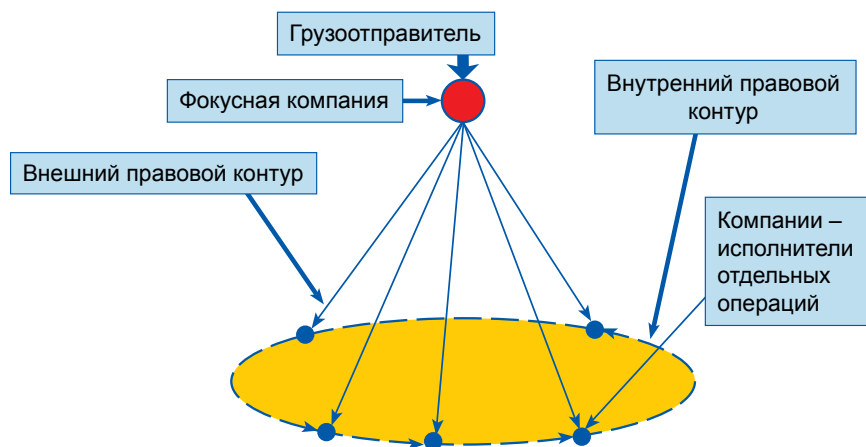 Грузоотправитель
Фокусная компания
Внутренний правовой
контур
Внешний правовой контур
Компании –
исполнители
отдельных
операций